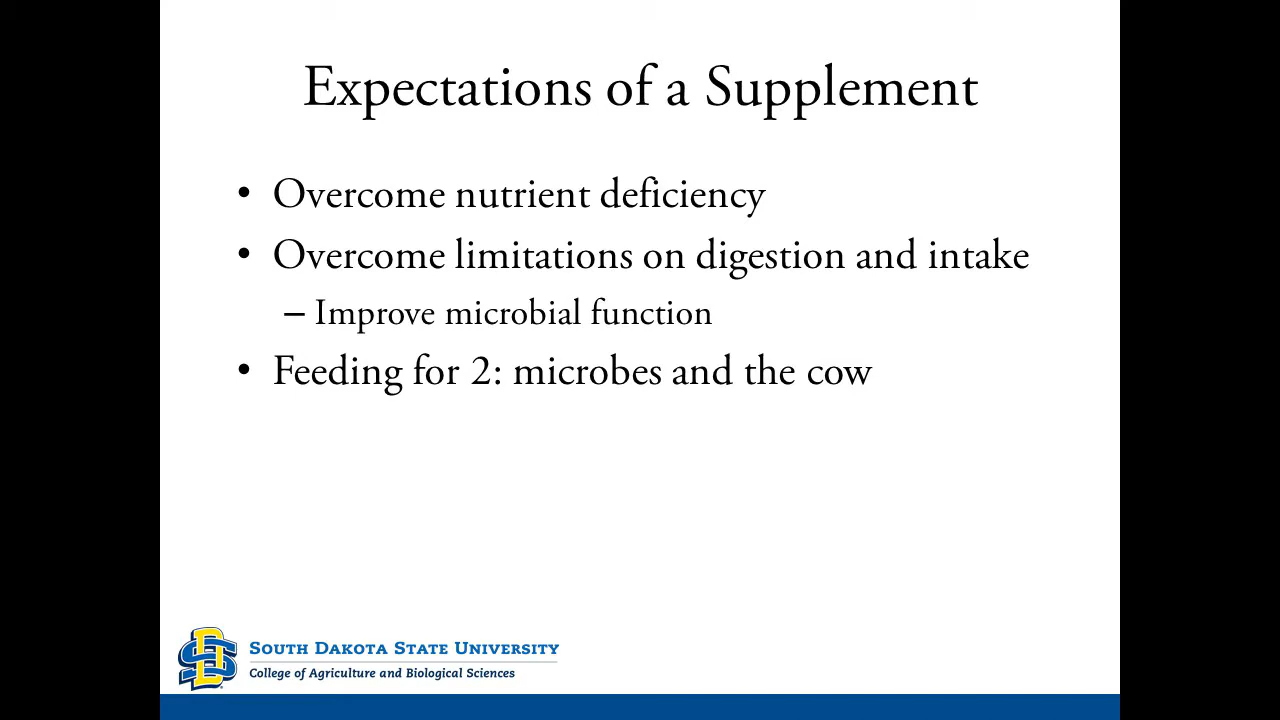 Expectations of a Supplement
• Overcome nutrient deficiency
• Overcome limitations on digestion and intake
– Improve microbial function
• Feeding for 2: microbes and the cow
SOUTH DAKOTA STATE UNIVERSITY
College of Agriculture and Biological Sciences